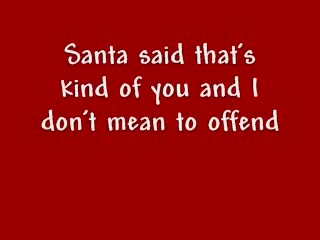 Santa said that's
kind of you and I
don't mean to offend